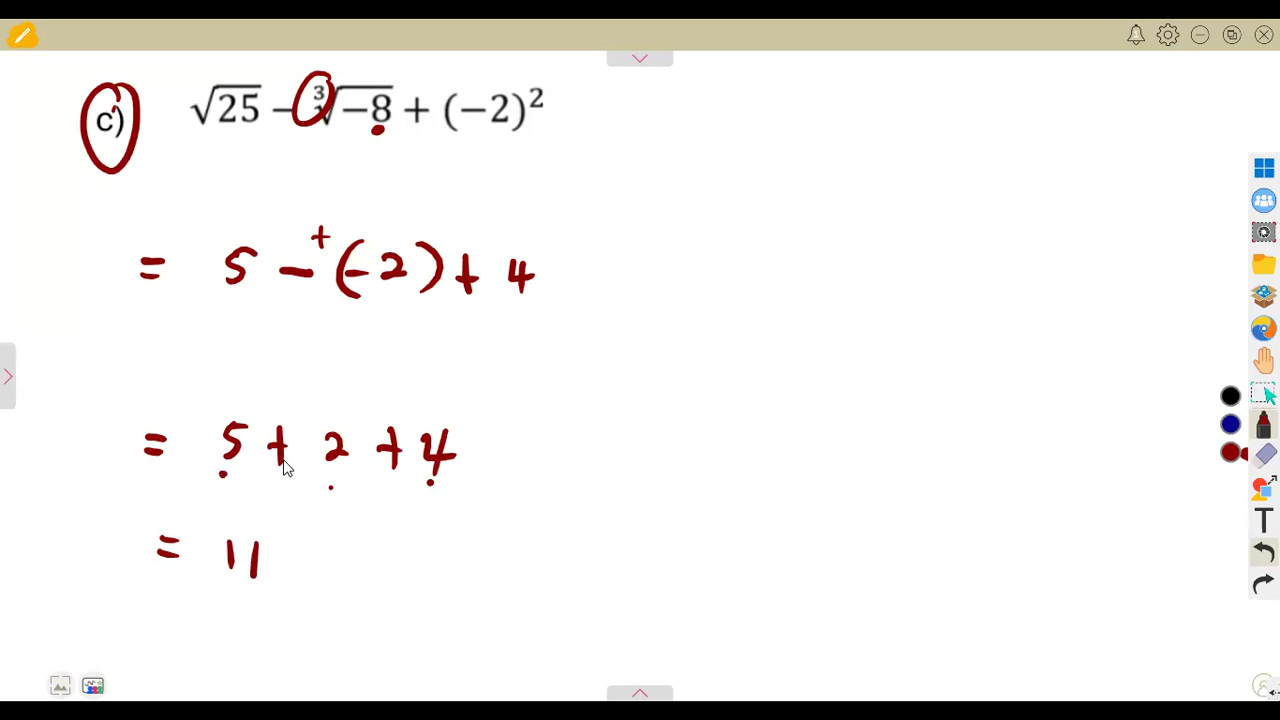 c) √25 − ∛−8 + (−2)²
= 5 −⁺ (−2) + 4
= 5 + 2 + 4
= 11
T